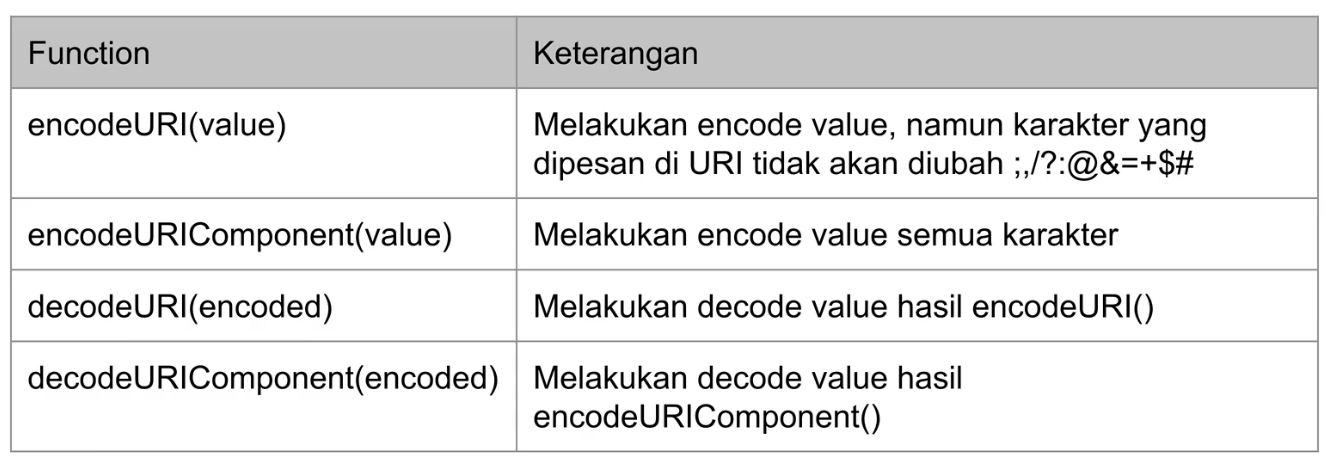 Function
Keterangan
encodeURI(value)
Melakukan encode value, namun karakter yang
dipesan di URI tidak akan diubah ;,/?:@&=+$#
encodeURIComponent(value)
Melakukan encode value semua karakter
decodeURI(encoded)
Melakukan decode value hasil encodeURI()
decodeURIComponent(encoded)
Melakukan decode value hasil
encodeURIComponent()